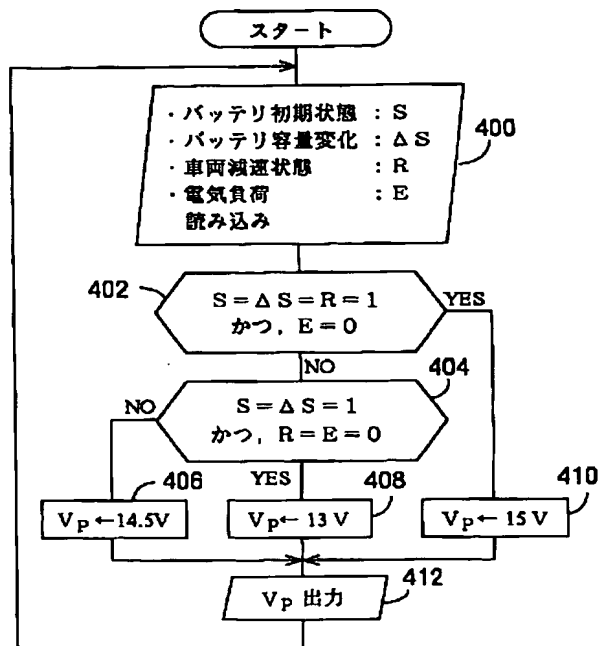 スタート
・バッテリ初期状態 : S
・バッテリ容量変化 : ΔS
・車両減速状態 : R
・電気負荷 : E
読み込み
400
402
S=ΔS=R=1
かつ, E=0
YES
NO
404
S=ΔS=1
かつ, R=E=0
NO
YES
406
VP←14.5V
408
VP←13V
410
VP←15V
412
VP 出力